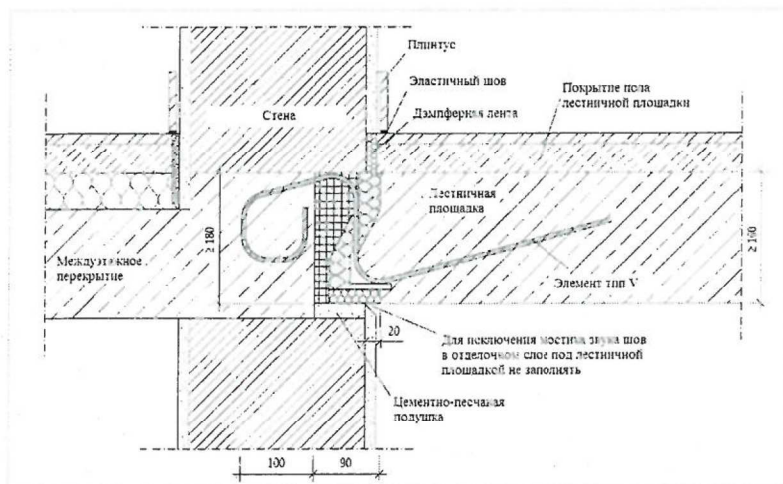 Плинтус
Эластичный шов
Покрытие пола
лестничной площадки
Стена
Дэмпферная лента
Лестничная
площадка
≥180
≥160
Междуэтажное
перекрытие
Элемент тип V
20
Для исключения мостика звука шов
в отделочном слое под лестничной
площадкой не заполнять
Цементно-песчаная
подушка
100
90